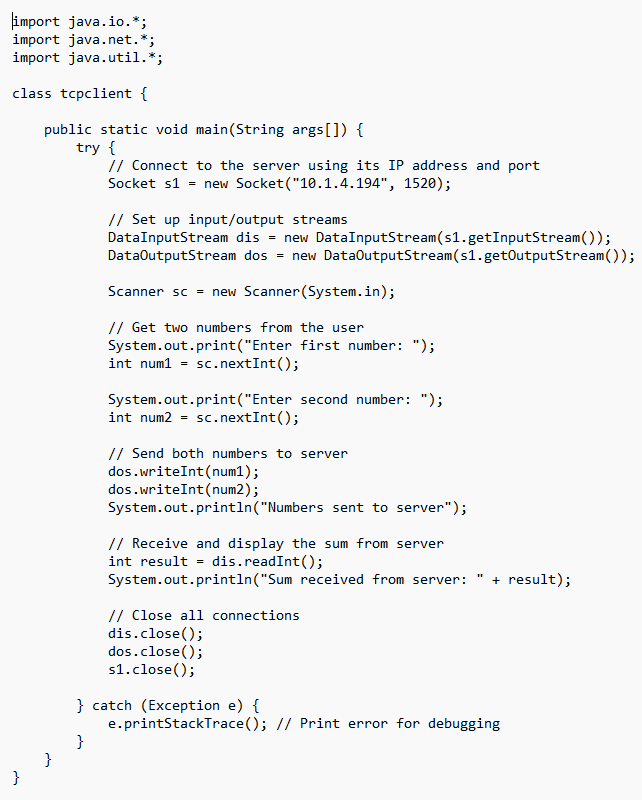 import java.io.*;
import java.net.*;
import java.util.*;

class tcpclient {

    public static void main(String args[]) {
        try {
            // Connect to the server using its IP address and port
            Socket s1 = new Socket("10.1.4.194", 1520);

            // Set up input/output streams
            DataInputStream dis = new DataInputStream(s1.getInputStream());
            DataOutputStream dos = new DataOutputStream(s1.getOutputStream());

            Scanner sc = new Scanner(System.in);

            // Get two numbers from the user
            System.out.print("Enter first number: ");
            int num1 = sc.nextInt();

            System.out.print("Enter second number: ");
            int num2 = sc.nextInt();

            // Send both numbers to server
            dos.writeInt(num1);
            dos.writeInt(num2);
            System.out.println("Numbers sent to server");

            // Receive and display the sum from server
            int result = dis.readInt();
            System.out.println("Sum received from server: " + result);

            // Close all connections
            dis.close();
            dos.close();
            s1.close();

        } catch (Exception e) {
            e.printStackTrace(); // Print error for debugging
        }
    }
}